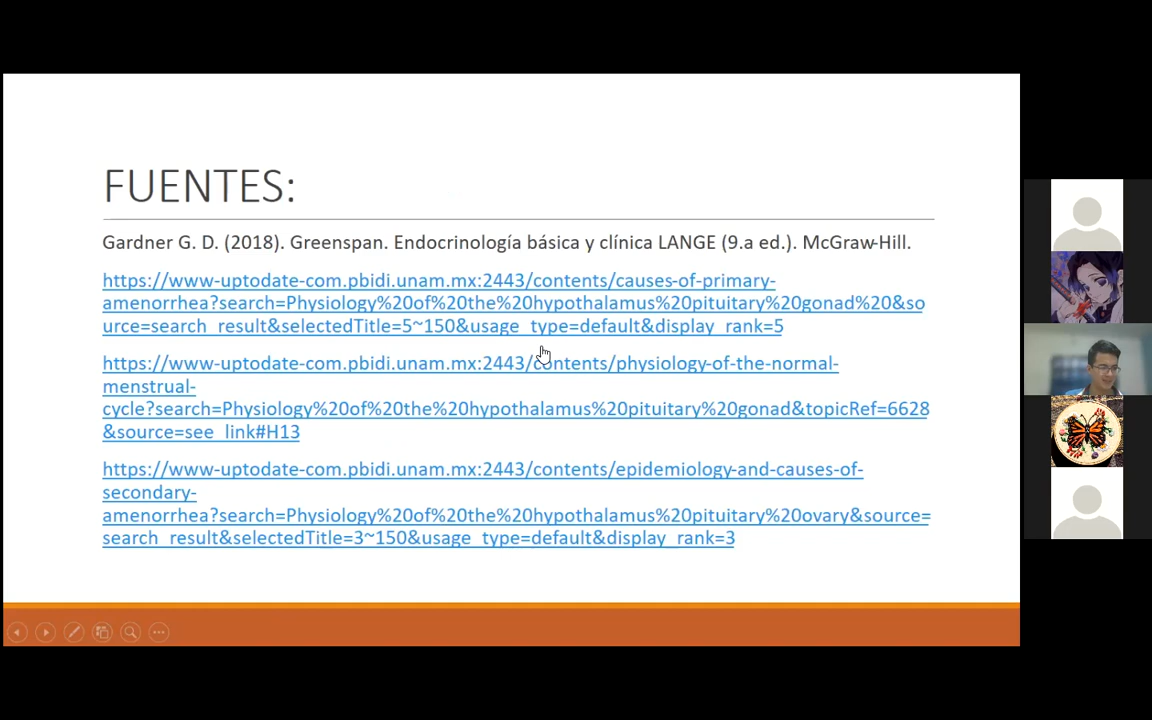 FUENTES:
Gardner G. D. (2018). Greenspan. Endocrinología básica y clínica LANGE (9.a ed.). McGraw-Hill.
https://www-uptodate-com.pbidi.unam.mx:2443/contents/causes-of-primary-
amenorrhea?search=Physiology%20of%20the%20hypothalamus%20pituitary%20gonad%20&so
urce=search_result&selectedTitle=5~150&usage_type=default&display_rank=5
https://www-uptodate-com.pbidi.unam.mx:2443/contents/physiology-of-the-normal-
menstrual-
cycle?search=Physiology%20of%20the%20hypothalamus%20pituitary%20gonad&topicRef=6628
&source=see_link#H13
https://www-uptodate-com.pbidi.unam.mx:2443/contents/epidemiology-and-causes-of-
secondary-
amenorrhea?search=Physiology%20of%20the%20hypothalamus%20pituitary%20ovary&source=
search_result&selectedTitle=3~150&usage_type=default&display_rank=3